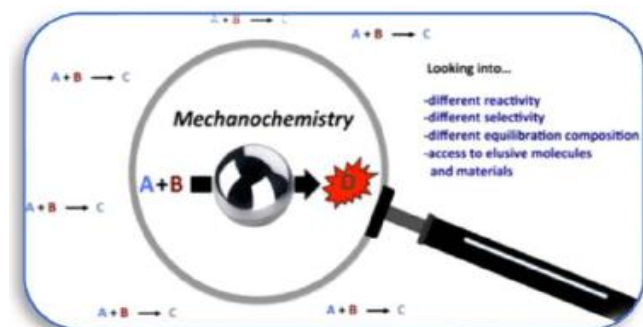 A + B → C
A + B → C
A + B → C
A + B → C
A + B → C
A + B → C
Mechanochemistry
A+B
D
Looking into...
-different reactivity
-different selectivity
-different equilibration composition
-access to elusive molecules
and materials